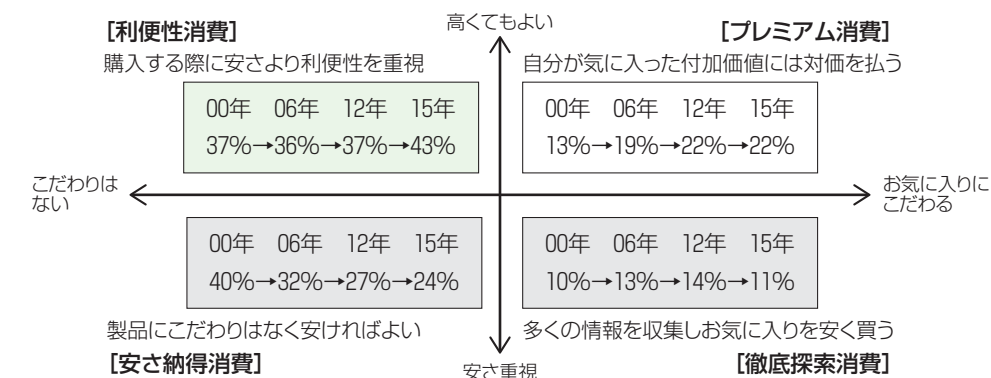 高くてもよい
[利便性消費]
購入する際に安さより利便性を重視
00年 06年 12年 15年
37%→36%→37%→43%
[プレミアム消費]
自分が気に入った付加価値には対価を払う
00年 06年 12年 15年
13%→19%→22%→22%
こだわりは
ない
お気に入りに
こだわる
00年 06年 12年 15年
40%→32%→27%→24%
製品にこだわりはなく安ければよい
[安さ納得消費]
00年 06年 12年 15年
10%→13%→14%→11%
多くの情報を収集しお気に入りを安く買う
[徹底探索消費]
安さ重視